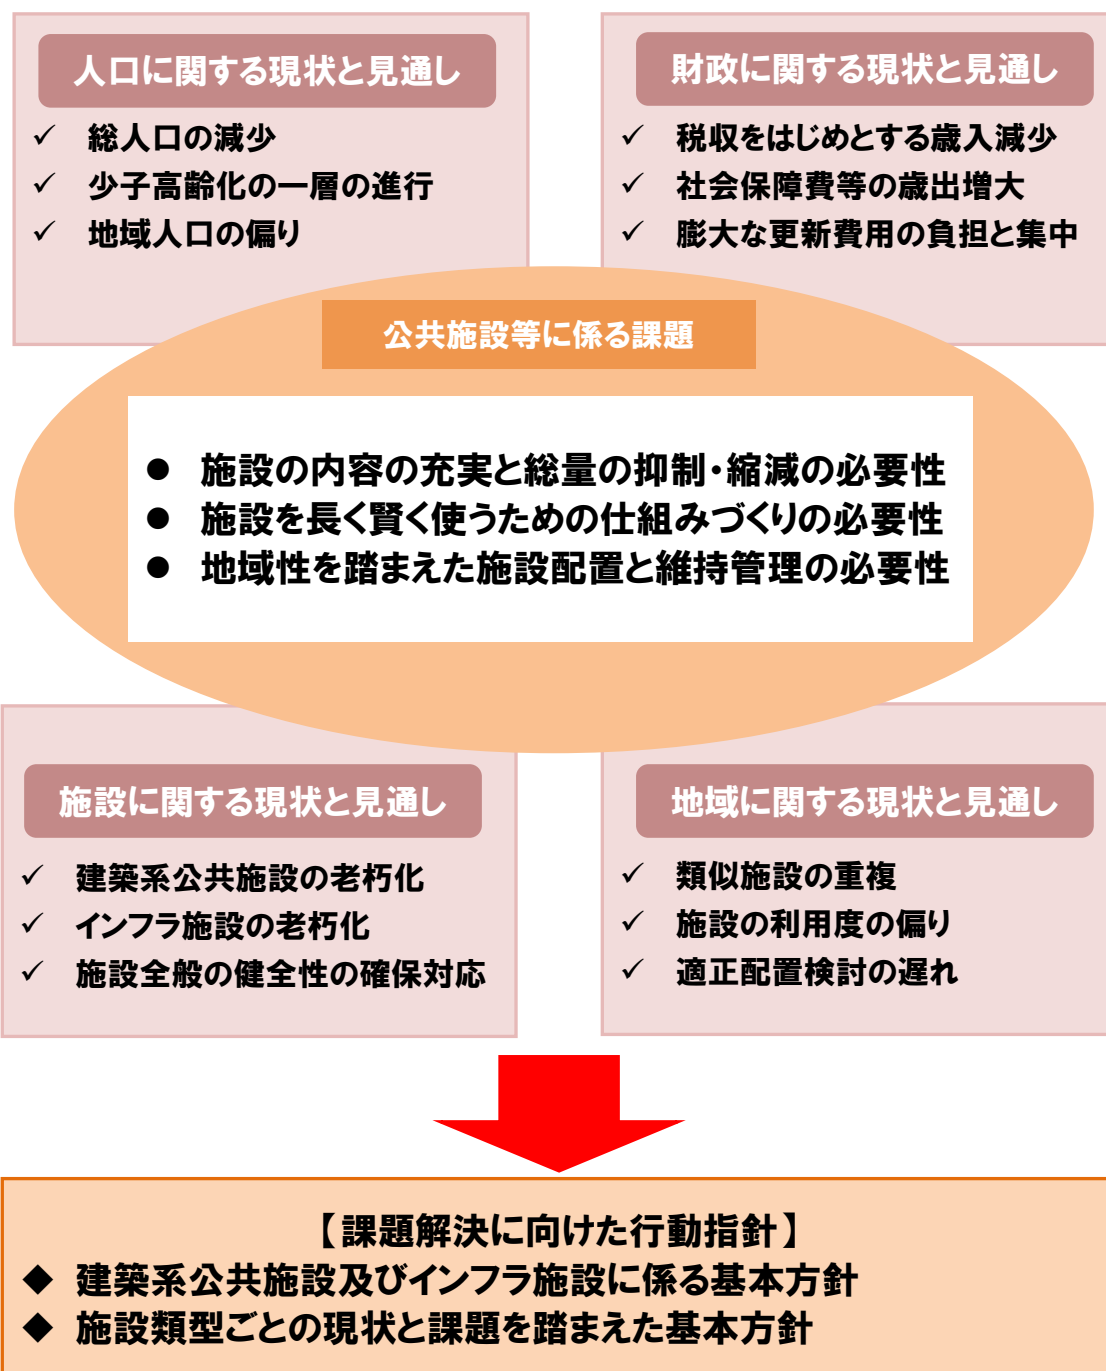 人口に関する現状と見通し
✓ 総人口の減少
✓ 少子高齢化の一層の進行
✓ 地域人口の偏り
財政に関する現状と見通し
✓ 税収をはじめとする歳入減少
✓ 社会保障費等の歳出増大
✓ 膨大な更新費用の負担と集中
公共施設等に係る課題
● 施設の内容の充実と総量の抑制・縮減の必要性
● 施設を長く賢く使うための仕組みづくりの必要性
● 地域性を踏まえた施設配置と維持管理の必要性
施設に関する現状と見通し
✓ 建築系公共施設の老朽化
✓ インフラ施設の老朽化
✓ 施設全般の健全性の確保対応
地域に関する現状と見通し
✓ 類似施設の重複
✓ 施設の利用度の偏り
✓ 適正配置検討の遅れ
【課題解決に向けた行動指針】
◆ 建築系公共施設及びインフラ施設に係る基本方針
◆ 施設類型ごとの現状と課題を踏まえた基本方針